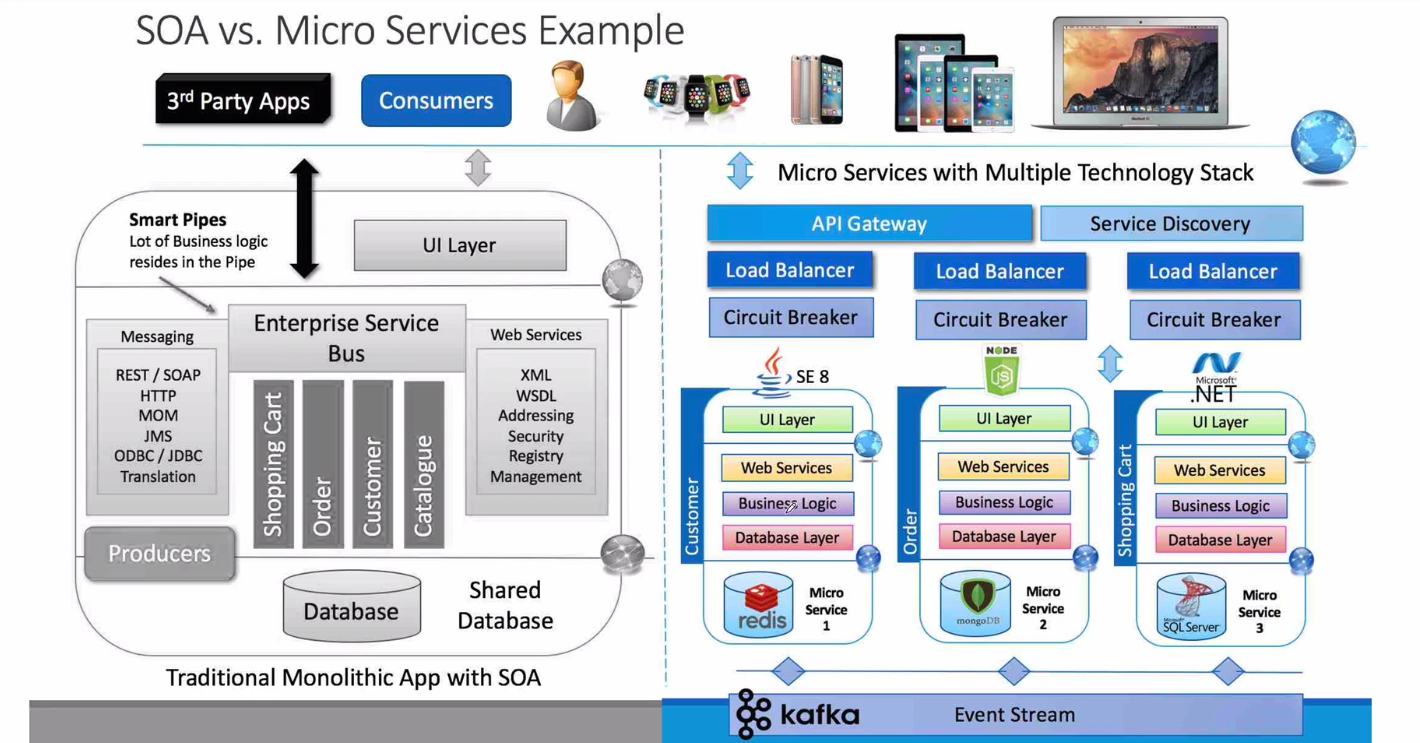 SOA vs. Micro Services Example
3rd Party Apps
Consumers
Micro Services with Multiple Technology Stack
Smart Pipes
Lot of Business logic
resides in the Pipe
UI Layer
Enterprise Service
Bus
Messaging
REST / SOAP
HTTP
MOM
JMS
ODBC / JDBC
Translation
Web Services
XML
WSDL
Addressing
Security
Registry
Management
Shopping Cart
Order
Customer
Catalogue
Producers
Database
Shared
Database
Traditional Monolithic App with SOA
API Gateway
Service Discovery
Load Balancer
Load Balancer
Load Balancer
Circuit Breaker
Circuit Breaker
Circuit Breaker
SE 8
Customer
UI Layer
Web Services
Business Logic
Database Layer
redis
Micro
Service
1
NODE
JS
Order
UI Layer
Web Services
Business Logic
Database Layer
mongoDB
Micro
Service
2
Microsoft
.NET
Shopping Cart
UI Layer
Web Services
Business Logic
Database Layer
Microsoft
SQL Server
Micro
Service
3
kafka
Event Stream